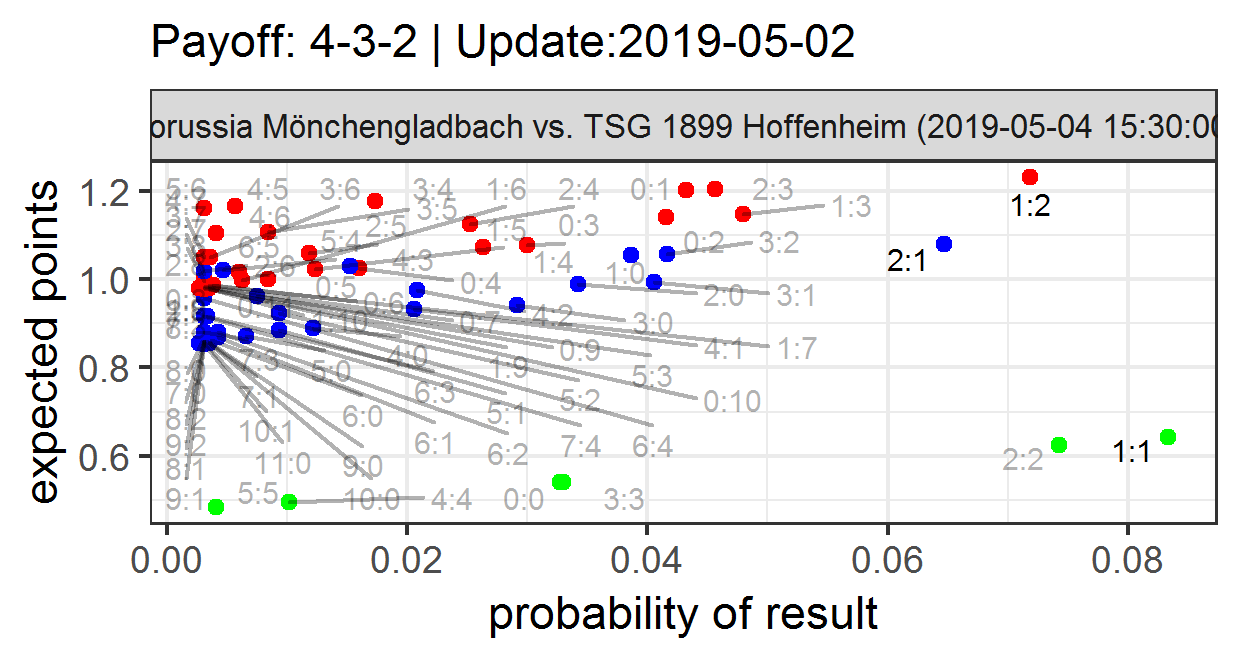 Payoff: 4-3-2 | Update:2019-05-02
orussia Mönchengladbach vs. TSG 1899 Hoffenheim (2019-05-04 15:30:00
expected points
1.2
1.0
0.8
0.6
5:6 4:5 3:6 3:4 1:6 2:4 0:1 2:3
4:6 3:5 1:3 1:2
2:5 1:5 0:3
6:5 5:4 0:2 3:2
4:3 1:4 1:0 2:1
0:5 0:4 2:0 3:1
0:6
1:10 0:7 4:2 3:0
4:0 0:9 4:1 1:7
7:3 5:0 1:9 5:3
7:1 6:3 5:2 0:10
6:0 5:1
10:1 6:1 7:4 6:4
8:2
9:2 6:2 1:1
8:1 11:0 9:0 2:2
9:1 5:5 10:0 4:4 0:0 3:3
0.00 0.02 0.04 0.06 0.08
probability of result